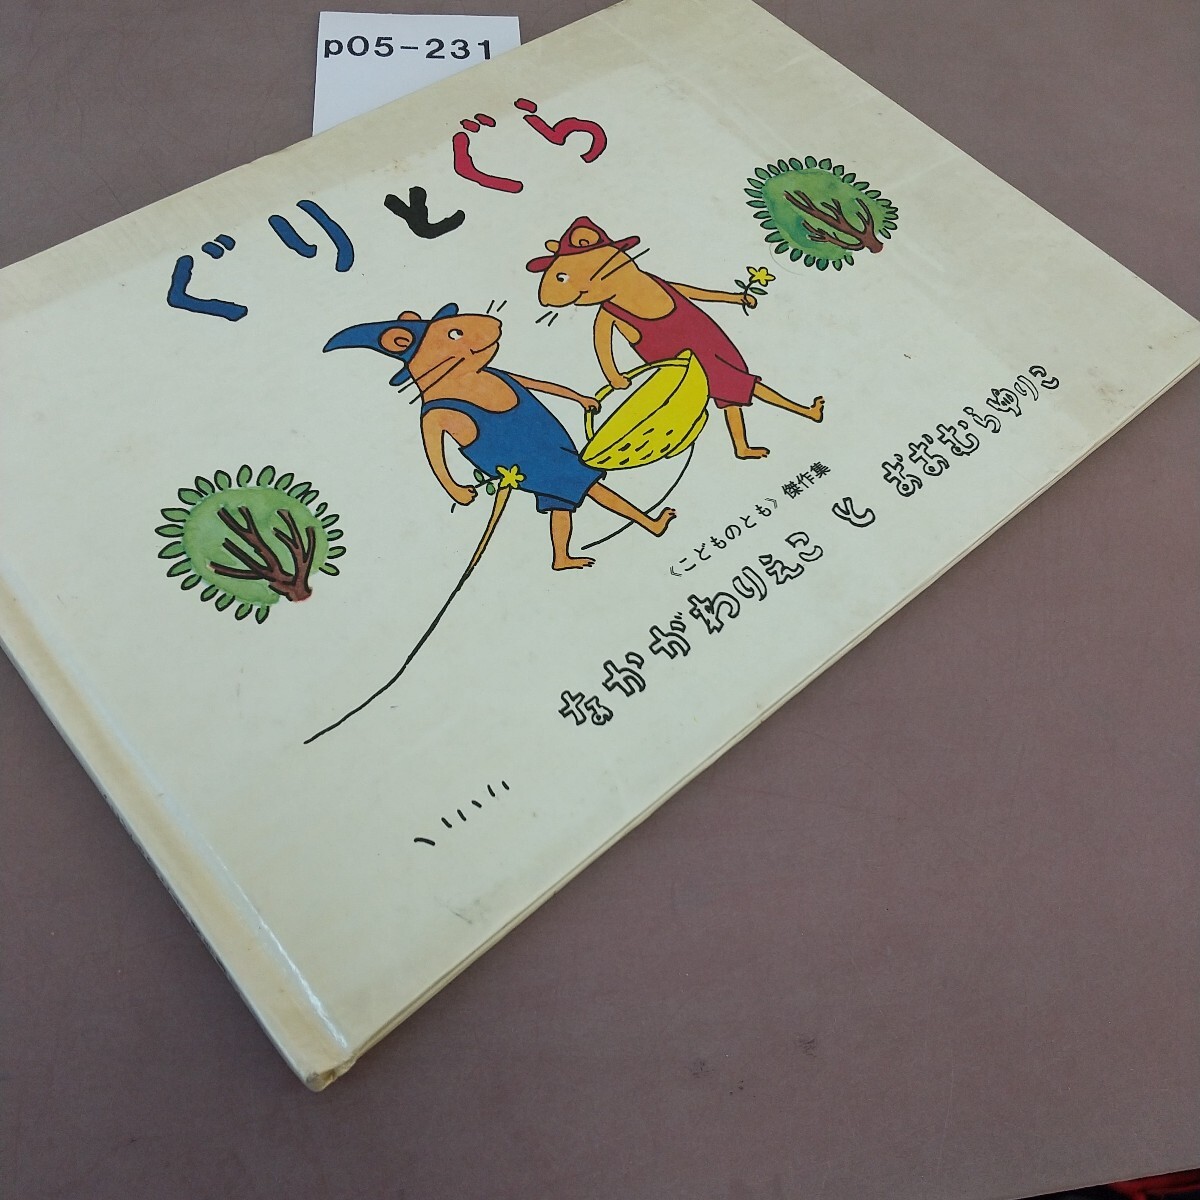 p05-231
ぐりとぐら
《こどものとも》傑作集
なかがわりえこ と おおむらゆりこ